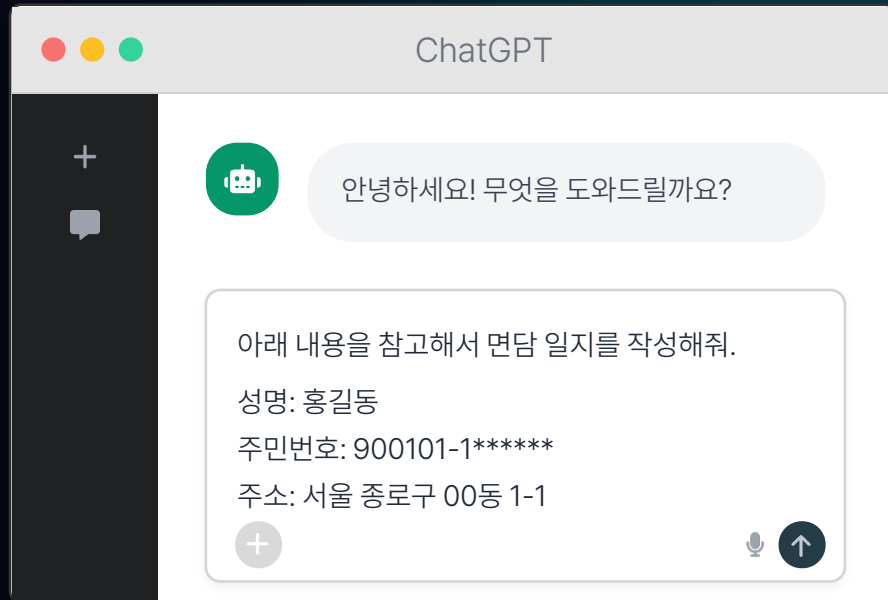 ChatGPT
안녕하세요! 무엇을 도와드릴까요?
아래 내용을 참고해서 면담 일지를 작성해줘.
성명: 홍길동
주민번호: 900101-1******
주소: 서울 종로구 00동 1-1